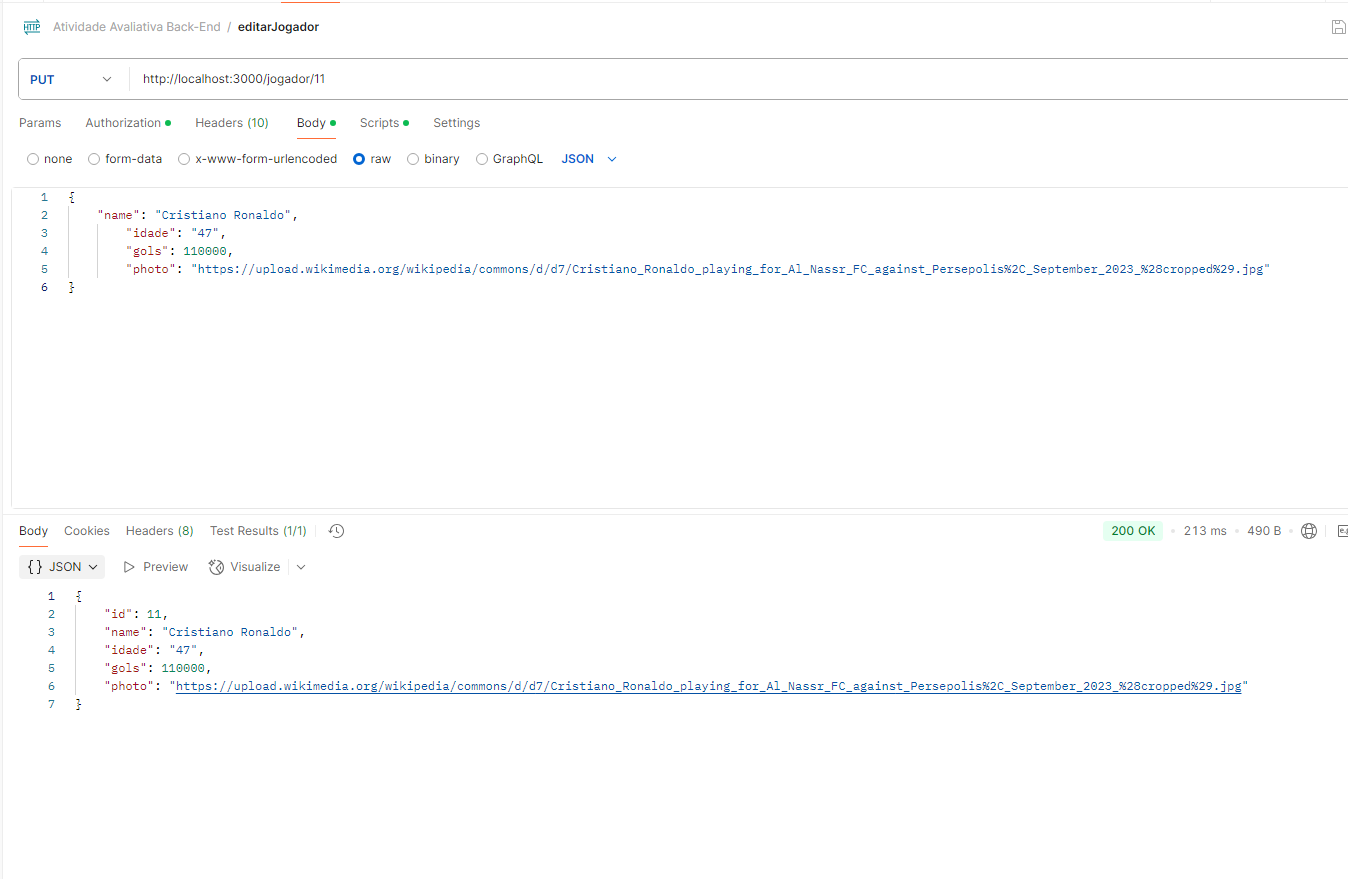 HTTP Atividade Avaliativa Back-End / editarJogador
PUT http://localhost:3000/jogador/11
Params Authorization Headers (10) Body Scripts Settings
none form-data x-www-form-urlencoded raw binary GraphQL JSON
1 {
2 "name": "Cristiano Ronaldo",
3 "idade": "47",
4 "gols": 110000,
5 "photo": "https://upload.wikimedia.org/wikipedia/commons/d/d7/Cristiano_Ronaldo_playing_for_Al_Nassr_FC_against_Persepolis%2C_September_2023_%28cropped%29.jpg"
6 }
Body Cookies Headers (8) Test Results (1/1) 200 OK • 213 ms • 490 B •
{} JSON Preview Visualize
1 {
2 "id": 11,
3 "name": "Cristiano Ronaldo",
4 "idade": "47",
5 "gols": 110000,
6 "photo": "https://upload.wikimedia.org/wikipedia/commons/d/d7/Cristiano_Ronaldo_playing_for_Al_Nassr_FC_against_Persepolis%2C_September_2023_%28cropped%29.jpg"
7 }